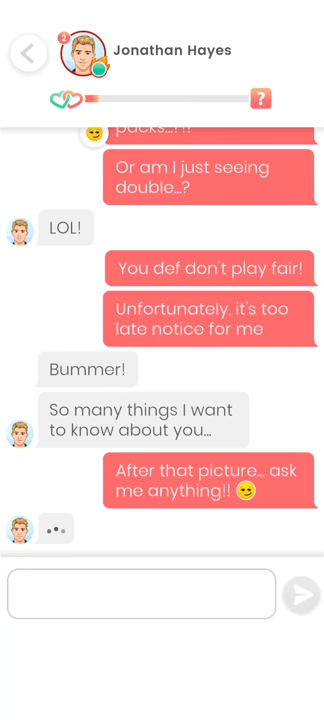 2
Jonathan Hayes
?
packs...?!?
Or am I just seeing
double...?
LOL!
You def don't play fair!
Unfortunately, it's too
late notice for me
Bummer!
So many things I want
to know about you...
After that picture... ask
me anything!! 😏